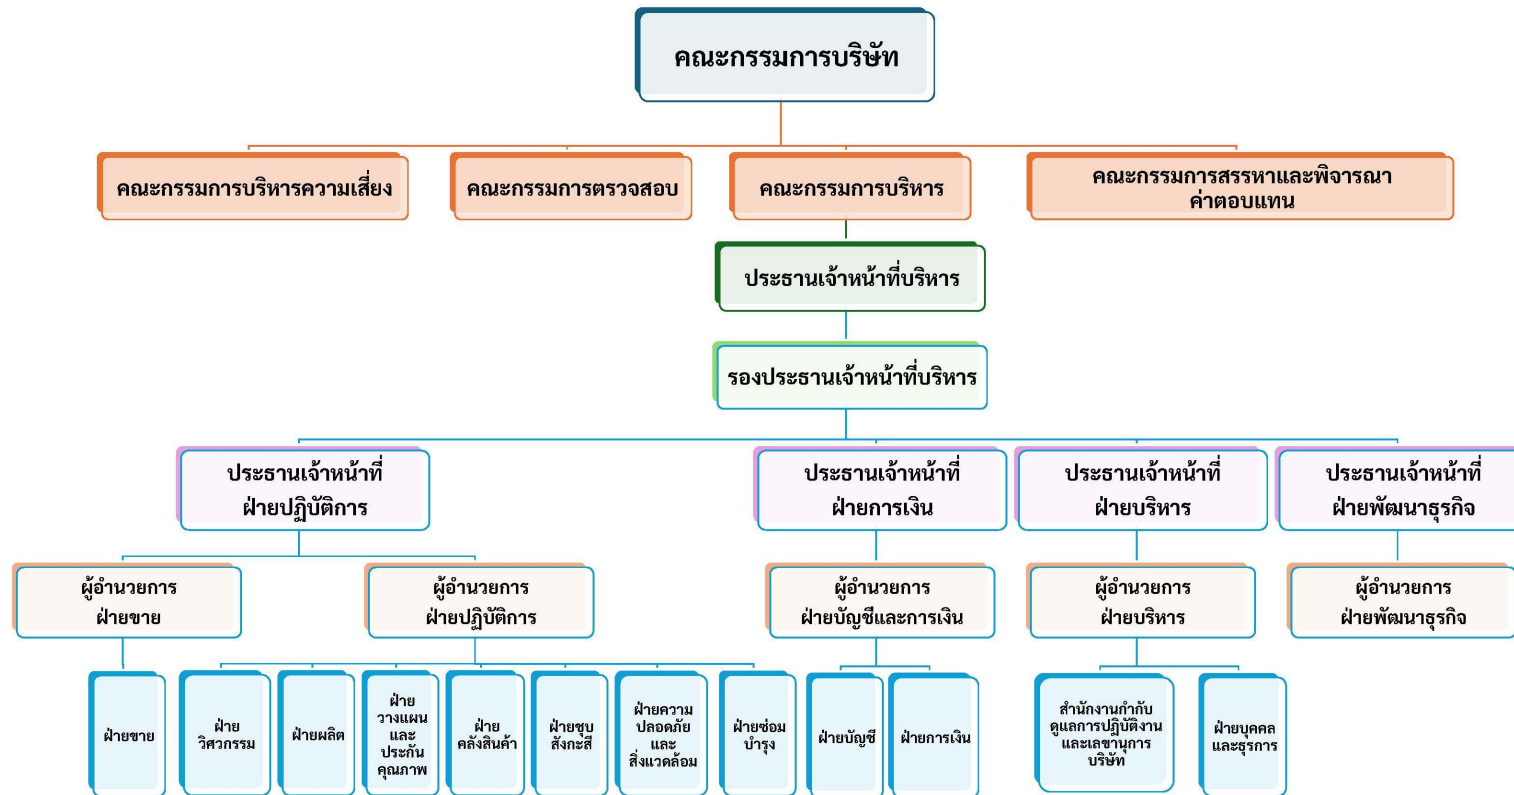 คณะกรรมการบริษัท
คณะกรรมการบริหารความเสี่ยง
คณะกรรมการตรวจสอบ
คณะกรรมการบริหาร
คณะกรรมการสรรหาและพิจารณา
ค่าตอบแทน
ประธานเจ้าหน้าที่บริหาร
รองประธานเจ้าหน้าที่บริหาร
ประธานเจ้าหน้าที่
ฝ่ายปฏิบัติการ
ประธานเจ้าหน้าที่
ฝ่ายการเงิน
ประธานเจ้าหน้าที่
ฝ่ายบริหาร
ประธานเจ้าหน้าที่
ฝ่ายพัฒนาธุรกิจ
ผู้อำนวยการ
ฝ่ายขาย
ผู้อำนวยการ
ฝ่ายปฏิบัติการ
ผู้อำนวยการ
ฝ่ายบัญชีและการเงิน
ผู้อำนวยการ
ฝ่ายบริหาร
ผู้อำนวยการ
ฝ่ายพัฒนาธุรกิจ
ฝ่ายขาย
ฝ่าย
วิศวกรรม
ฝ่ายผลิต
ฝ่าย
วางแผน
และ
ประกัน
คุณภาพ
ฝ่าย
คลังสินค้า
ฝ่ายชุบ
สังกะสี
ฝ่ายความ
ปลอดภัย
และ
สิ่งแวดล้อม
ฝ่ายซ่อม
บำรุง
ฝ่ายบัญชี
ฝ่ายการเงิน
สำนักงานกำกับ
ดูแลการปฏิบัติงาน
และเลขานุการ
บริษัท
ฝ่ายบุคคล
และธุรการ